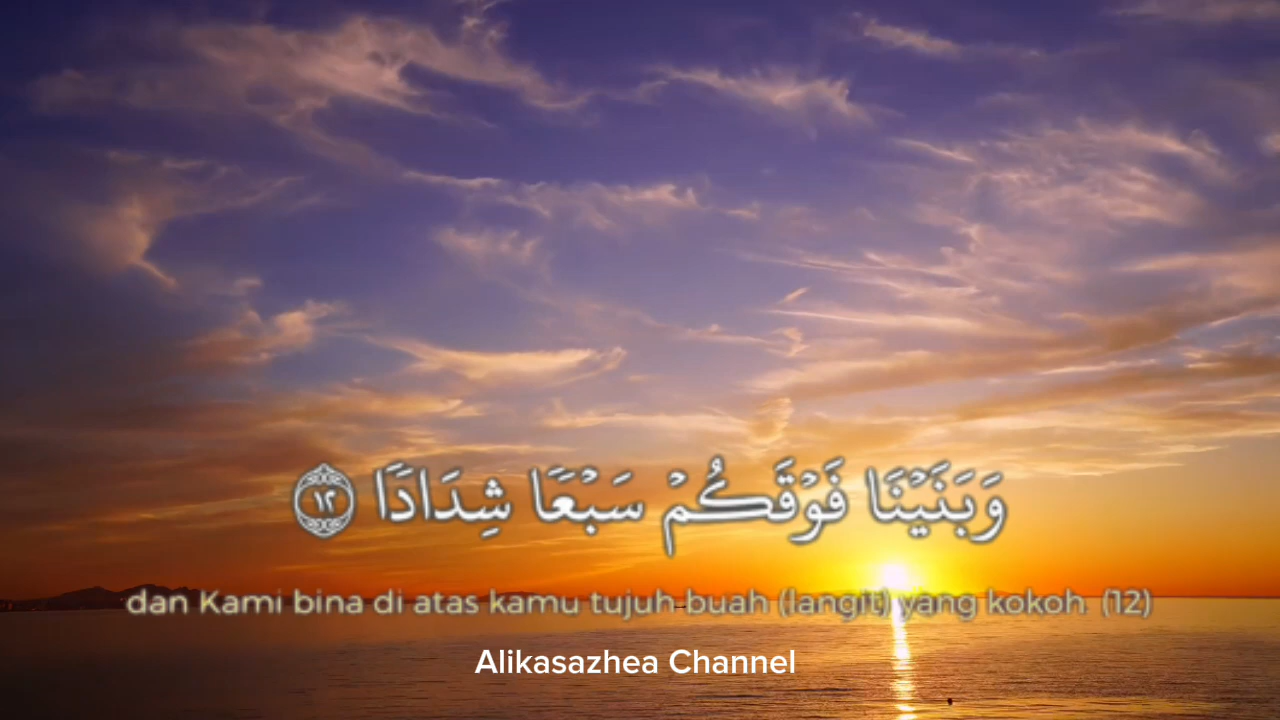 وَبَنَيْنَا فَوْقَكُمْ سَبْعًا شِدَادًا ١٢
dan Kami bina di atas kamu tujuh buah (langit) yang kokoh. (12)
Alikasazhea Channel